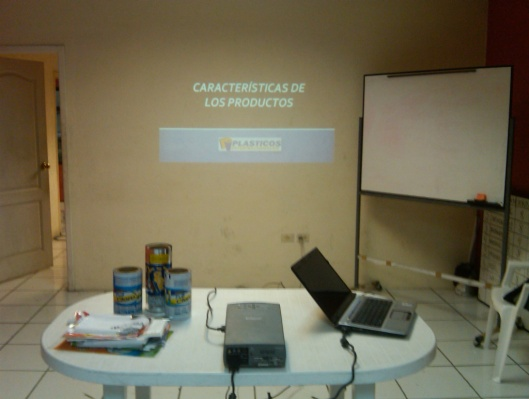 CARACTERÍSTICAS DE
LOS PRODUCTOS
PLASTICOS